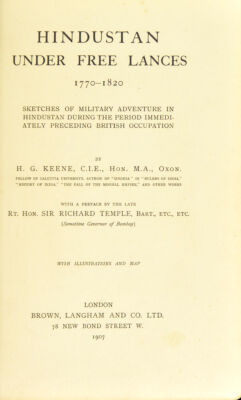 HINDUSTAN
UNDER FREE LANCES
1770–1820
SKETCHES OF MILITARY ADVENTURE IN
HINDUSTAN DURING THE PERIOD IMMEDI-
ATELY PRECEDING BRITISH OCCUPATION
BY
H. G. KEENE, C.I.E., HON. M.A., OXON.
FELLOW OF CALCUTTA UNIVERSITY, AUTHOR OF "SINDHIA" IN "RULERS OF INDIA,"
"HISTORY OF INDIA," "THE FALL OF THE MOGHAL EMPIRE," AND OTHER WORKS
WITH A PREFACE BY THE LATE
RT. HON. SIR RICHARD TEMPLE, BART., ETC., ETC.
(Sometime Governor of Bombay)
WITH ILLUSTRATIONS AND MAP
LONDON
BROWN, LANGHAM AND CO. LTD.
78 NEW BOND STREET W.
1907